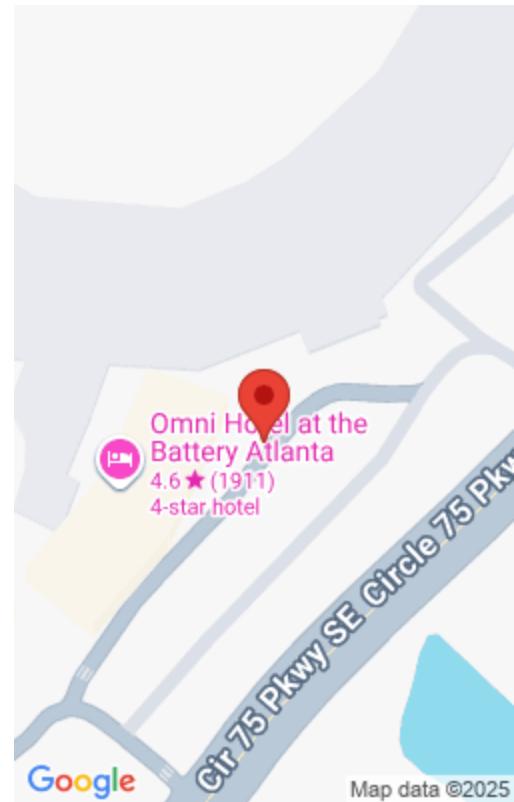 Omni Hotel at the
Battery Atlanta
4.6 ★ (1911)
4-star hotel
Cir 75 Pkwy SE
Circle 75 Pkw
Google
Map data ©2025